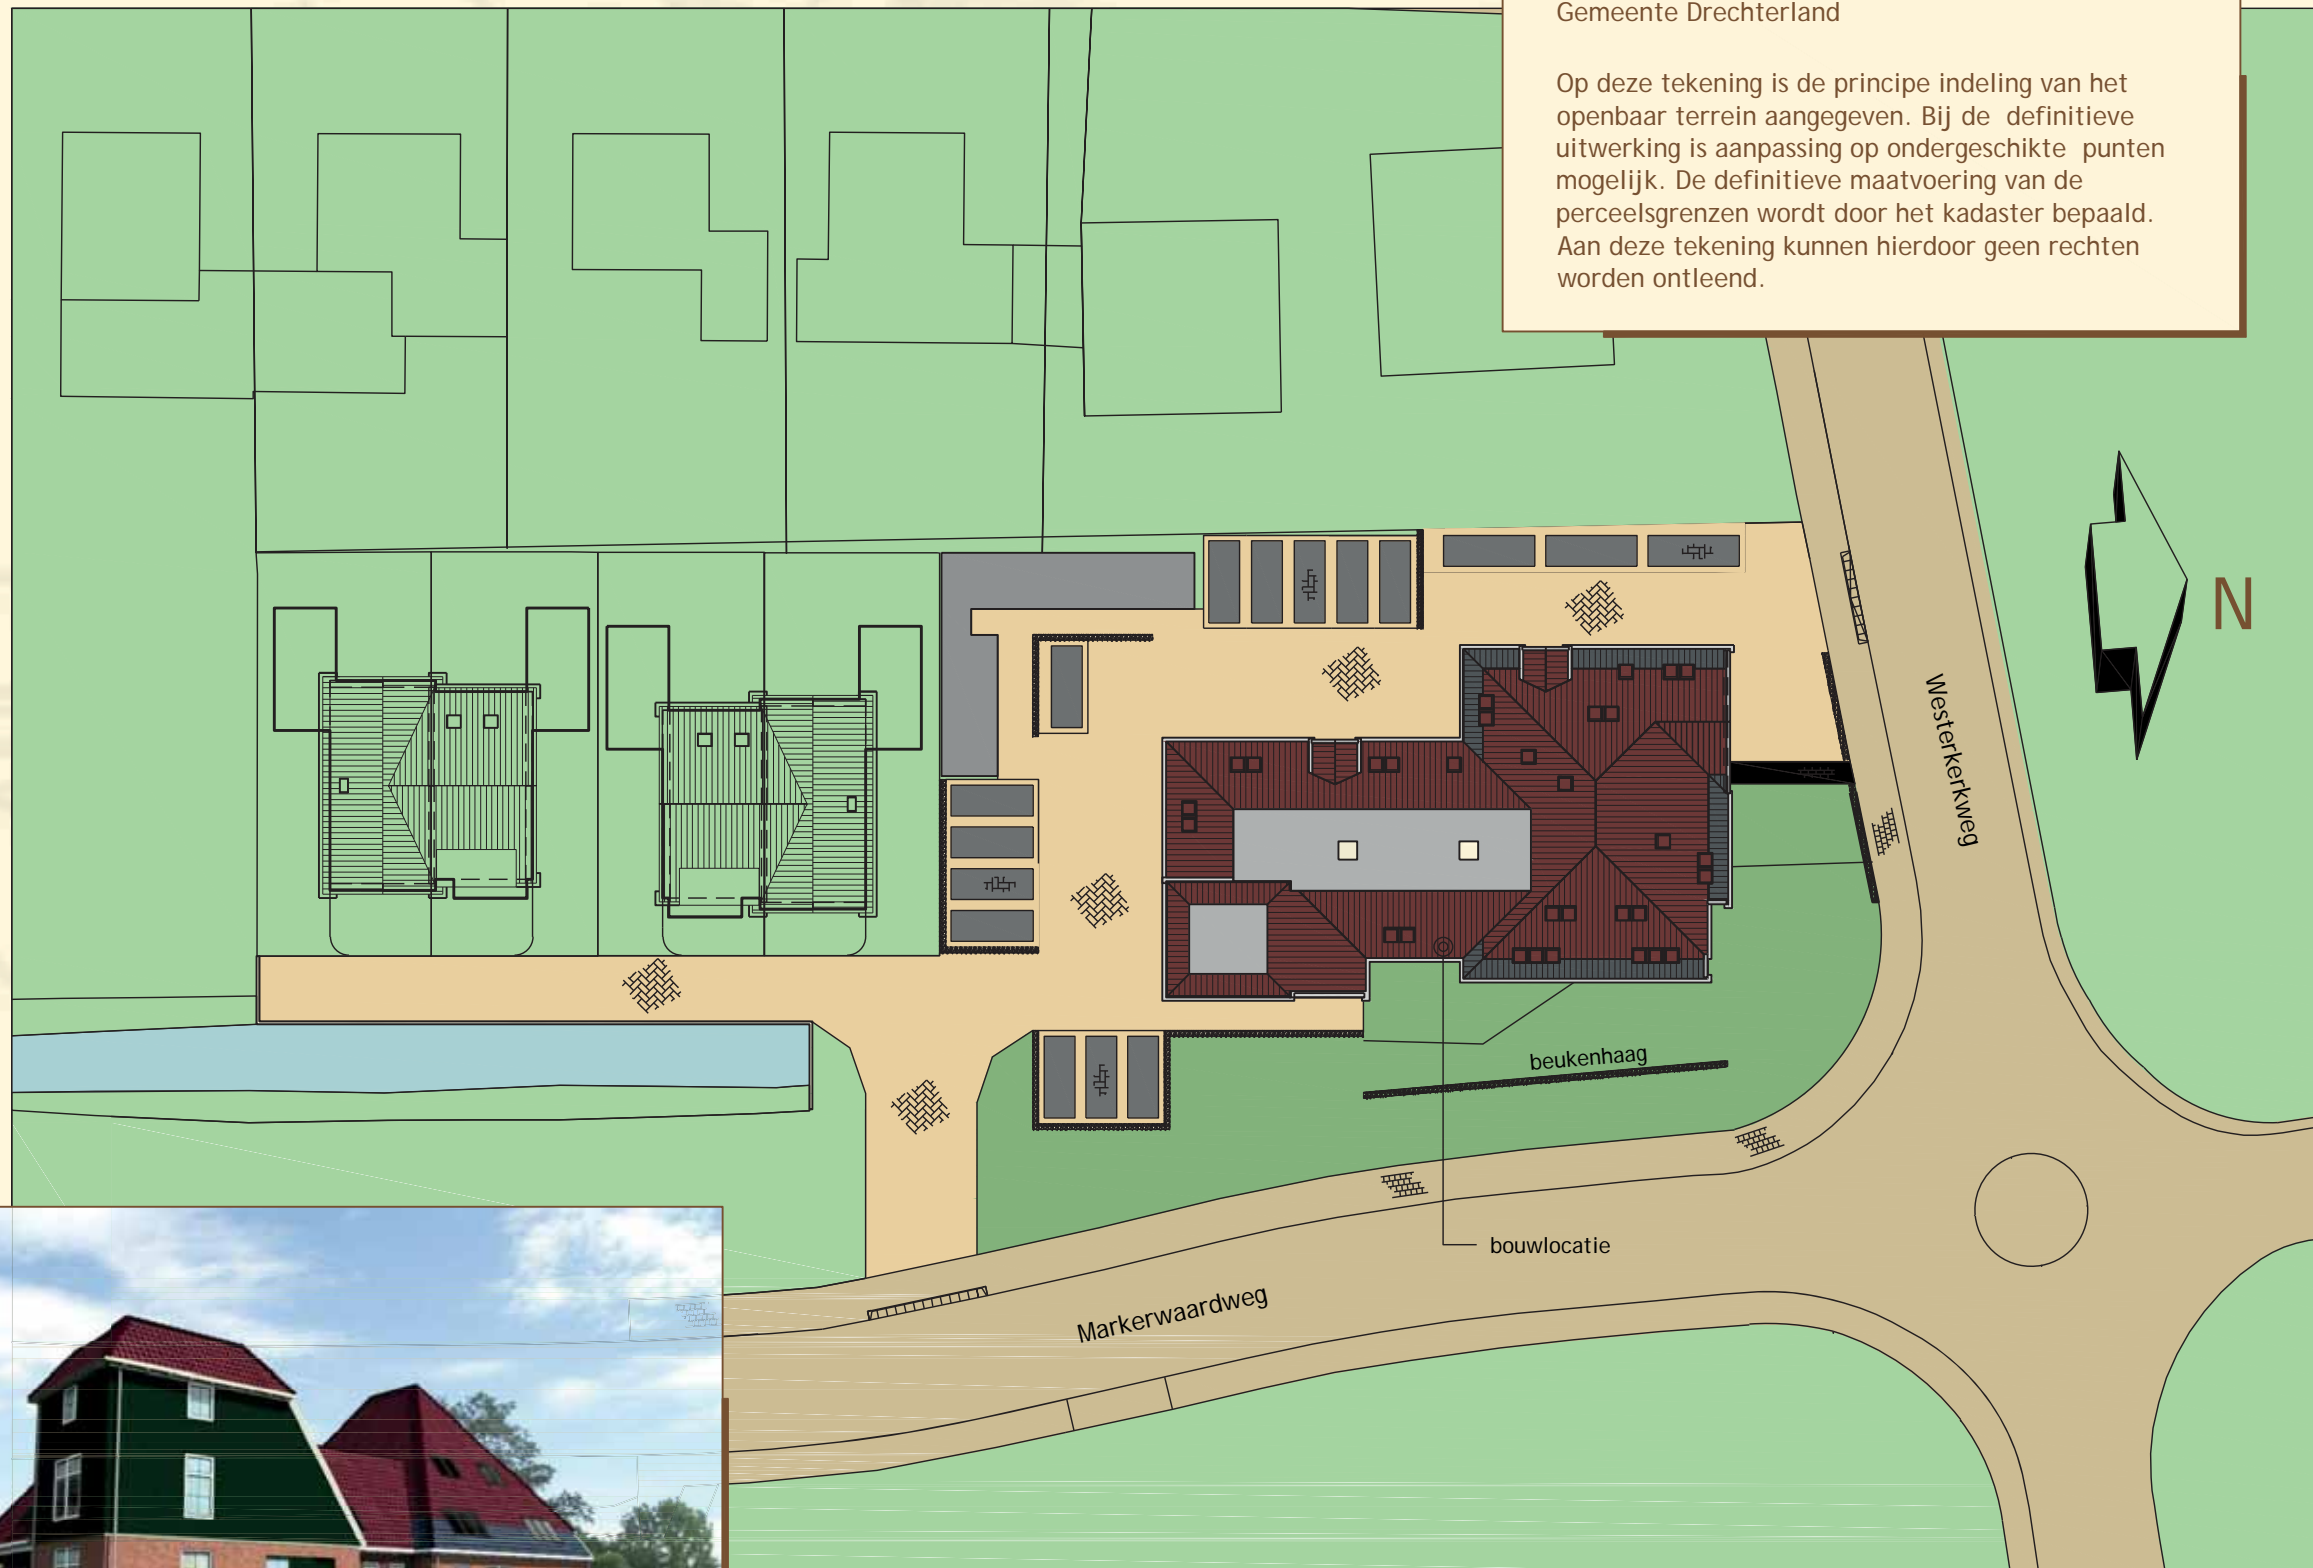 Gemeente Drechterland
Op deze tekening is de principe indeling van het
openbaar terrein aangegeven. Bij de definitieve
uitwerking is aanpassing op ondergeschikte punten
mogelijk. De definitieve maatvoering van de
perceelsgrenzen wordt door het kadaster bepaald.
Aan deze tekening kunnen hierdoor geen rechten
worden ontleend.
N
Westerkerweg
beukenhaag
bouwlocatie
Markerwaardweg